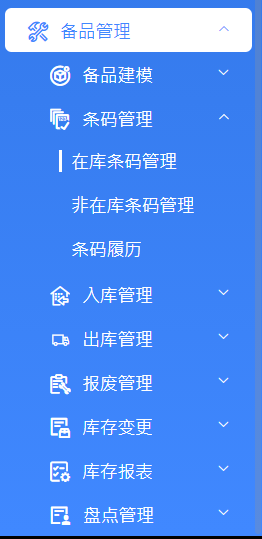 备品管理
备品建模
条码管理
在库条码管理
非在库条码管理
条码履历
入库管理
出库管理
报废管理
库存变更
库存报表
盘点管理